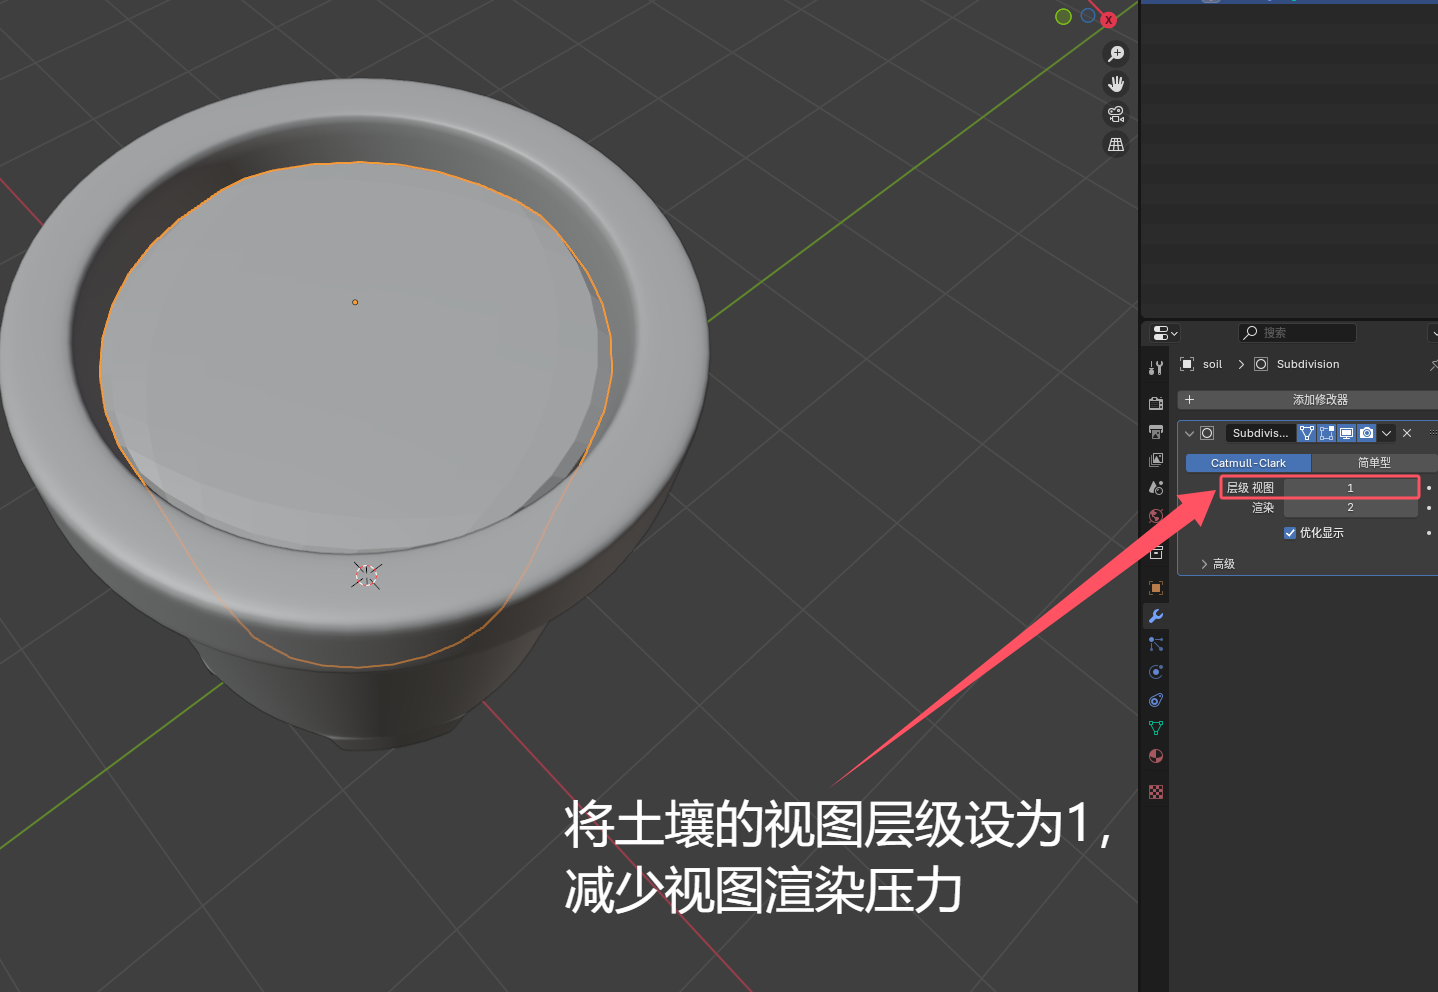 X
搜索
soil > Subdivision
+ 添加修改器
Subdivis...
Catmull-Clark 简单型
层级 视图 1
渲染 2
优化显示
高级
将土壤的视图层级设为1，
减少视图渲染压力